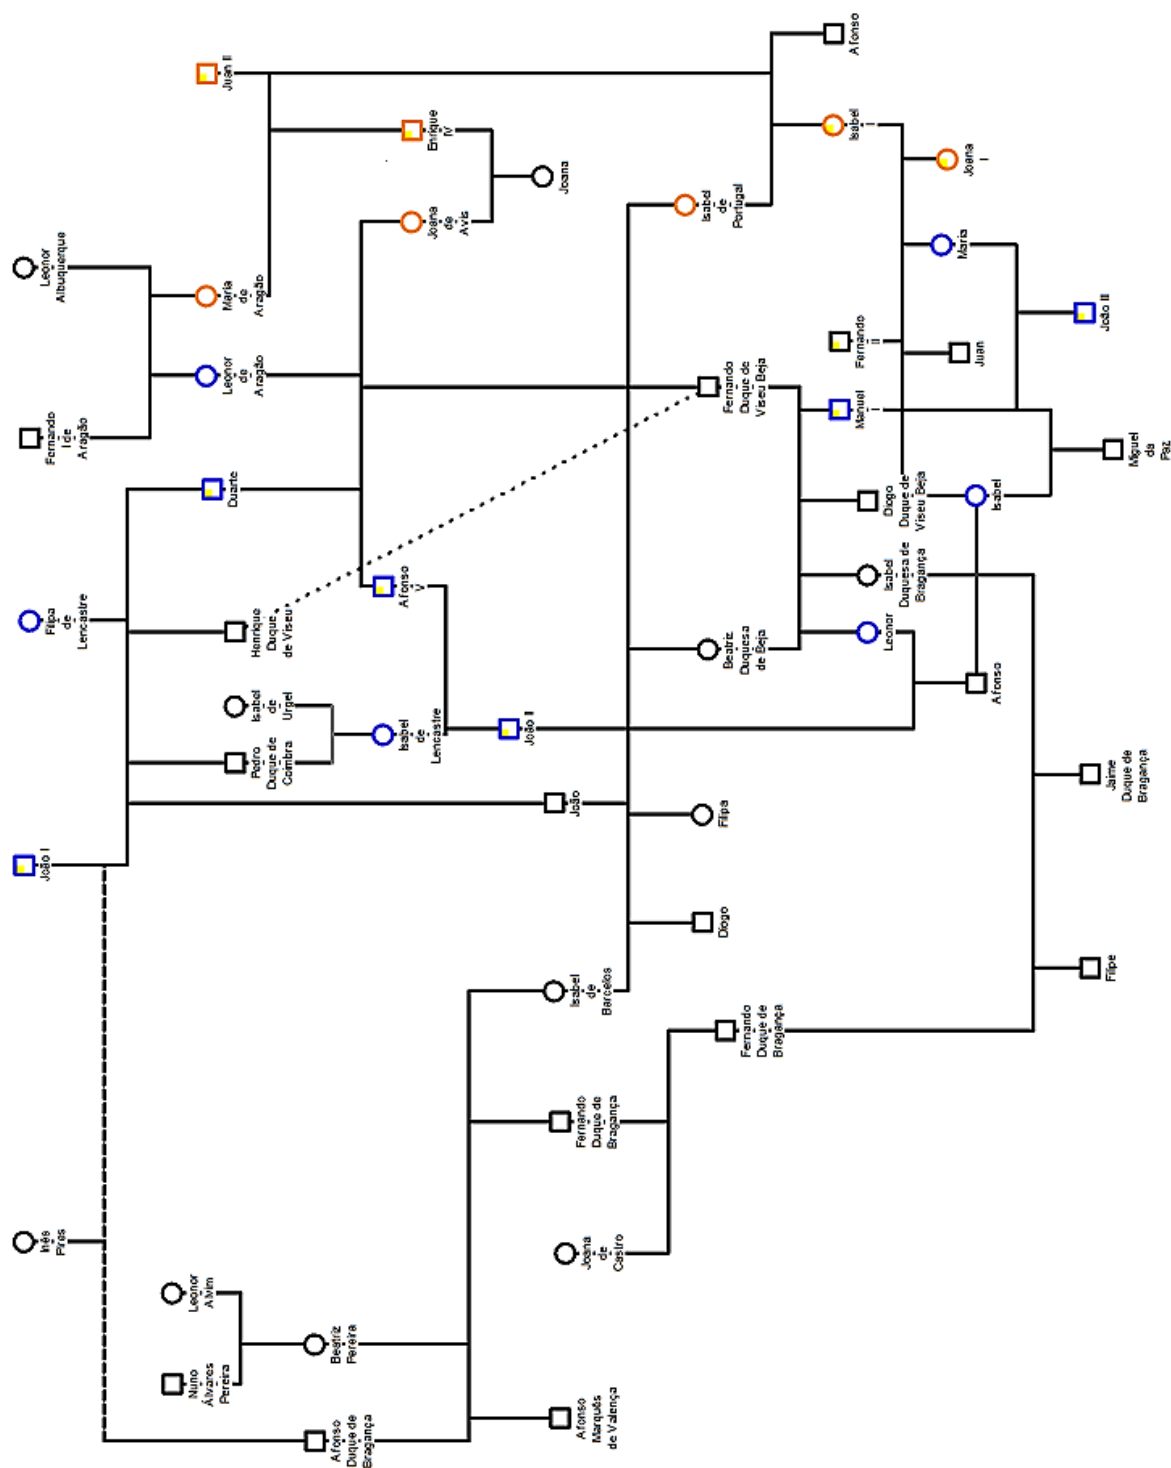 Inês
Pires
João I
Filipa
de
Lencastre
Fernando
I de
Aragão
Leonor
Albuquerque
Nuno
Álvares
Pereira
Leonor
Alvim
Pedro
Duque de
Coimbra
Isabel
de
Urgel
Henrique
Duque
de Viseu
Duarte
Leonor
de
Aragão
Maria
de
Aragão
Juan II
Afonso
Duque de
Bragança
Beatriz
Pereira
Isabel
de
Lencastre
Afonso
V
Joana
de
Avis
Enrique
IV
João II
Joana
Afonso
Marquês
de Valença
Joana
de
Castro
Fernando
Duque de
Bragança
Isabel
de
Barcelos
João
Fernando
Duque de
Bragança
Diogo
Filipa
Beatriz
Duquesa
de Beja
Fernando
Duque de
Viseu Beja
Isabel
de
Portugal
Leonor
Isabel
Duquesa de
Bragança
Diogo
Duque de
Viseu Beja
Manuel
I
Fernando
II
Isabel
I
Afonso
Afonso
Isabel
Juan
Maria
Joana
I
Filipe
Jaime
Duque de
Bragança
Miguel
da
Paz
João III